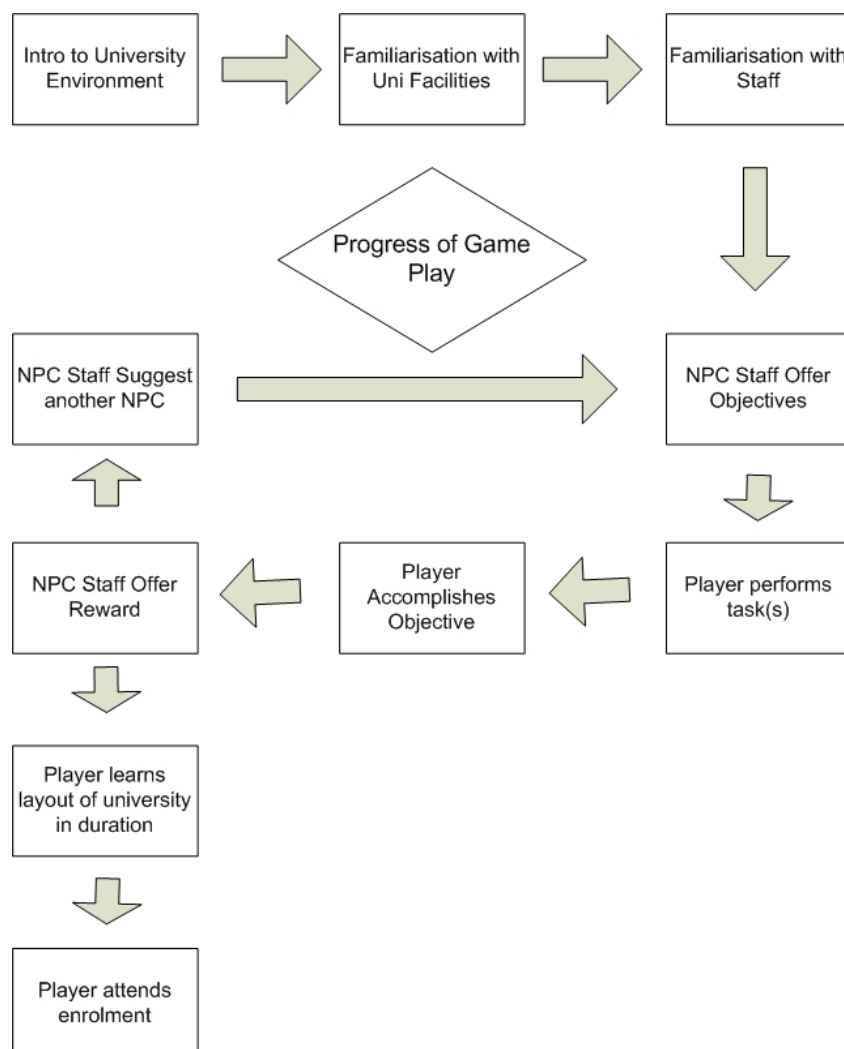 Intro to University
Environment
Familiarisation with
Uni Facilities
Familiarisation with
Staff
Progress of Game
Play
NPC Staff Suggest
another NPC
NPC Staff Offer
Objectives
NPC Staff Offer
Reward
Player
Accomplishes
Objective
Player performs
task(s)
Player learns
layout of university
in duration
Player attends
enrolment